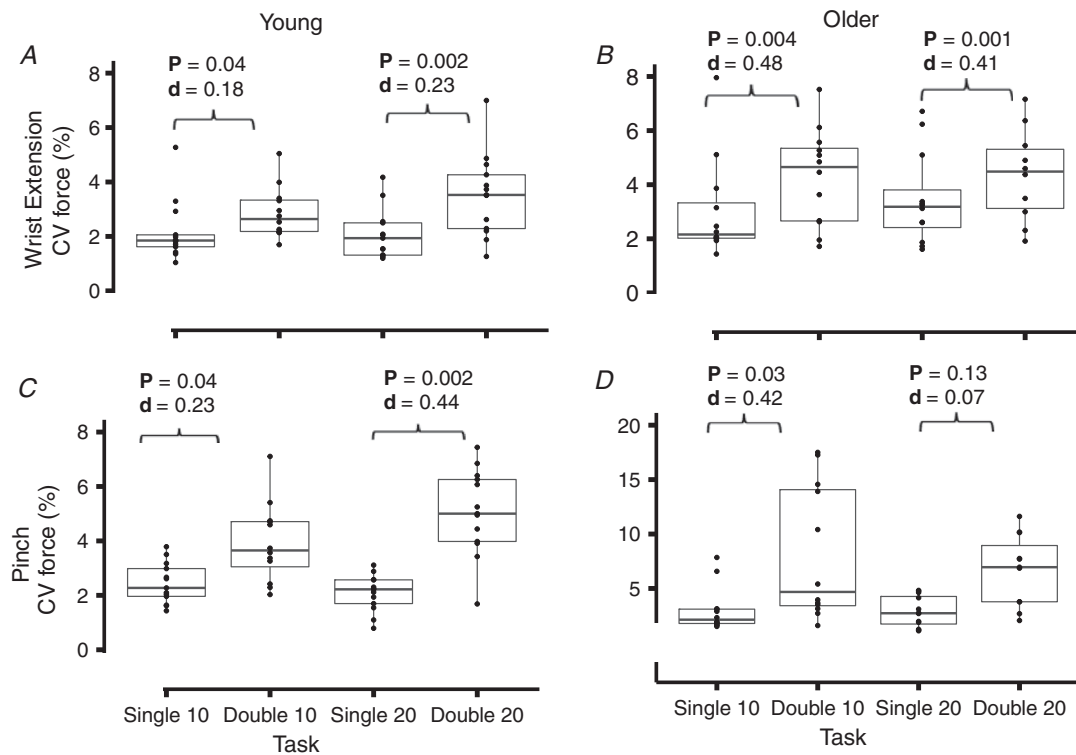 Young
Older
A
P = 0.04
d = 0.18
P = 0.002
d = 0.23
Wrist Extension
CV force (%)
8
6
4
2
0
B
P = 0.004
d = 0.48
P = 0.001
d = 0.41
8
6
4
2
0
C
P = 0.04
d = 0.23
P = 0.002
d = 0.44
Pinch
CV force (%)
8
6
4
2
0
Single 10 Double 10 Single 20 Double 20
Task
D
P = 0.03
d = 0.42
P = 0.13
d = 0.07
20
15
10
5
Single 10 Double 10 Single 20 Double 20
Task